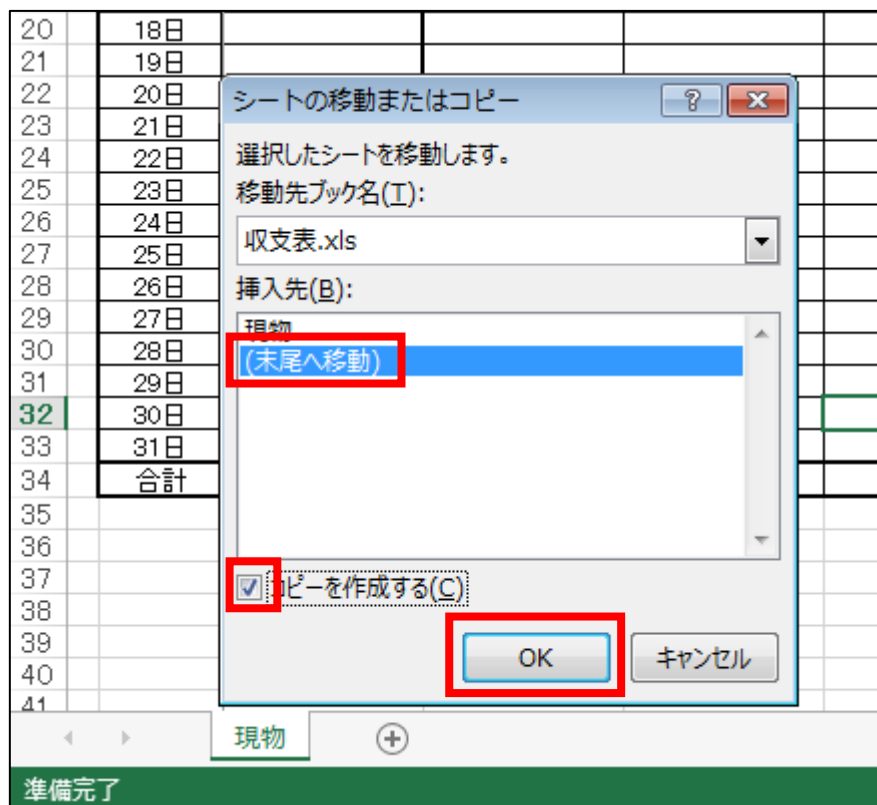 20 18日
21 19日
22 20日
シートの移動またはコピー
?
23 21日
24 22日
選択したシートを移動します。
25 23日
移動先ブック名(T):
26 24日
収支表.xls
27 25日
28 26日
挿入先(B):
29 27日
現物
30 28日
(末尾へ移動)
31 29日
32 30日
33 31日
34 合計
35
36
37
コピーを作成する(C)
38
39
OK キャンセル
40
41
現物
準備完了